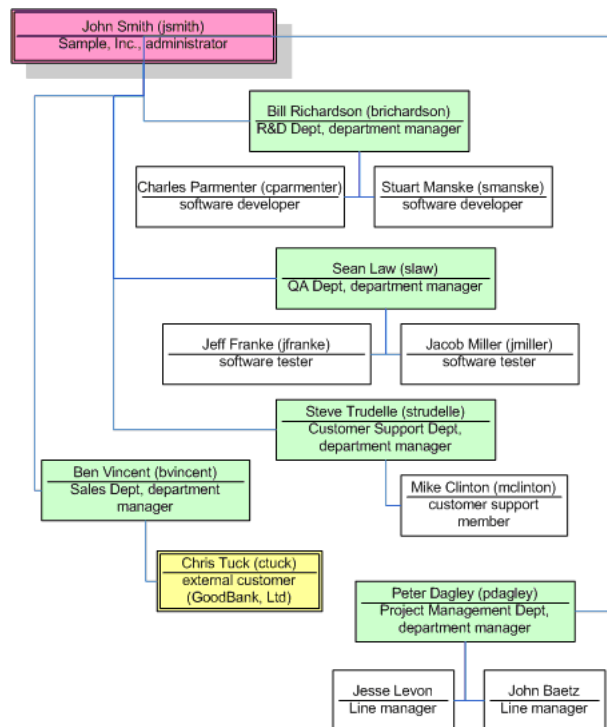 John Smith (jsmith)
Sample, Inc., administrator
Bill Richardson (brichardson)
R&D Dept, department manager
Charles Parmenter (cparmenter)
software developer
Stuart Manske (smanske)
software developer
Sean Law (slaw)
QA Dept, department manager
Jeff Franke (jfranke)
software tester
Jacob Miller (jmiller)
software tester
Steve Trudelle (strudelle)
Customer Support Dept,
department manager
Ben Vincent (bvincent)
Sales Dept, department
manager
Mike Clinton (mclinton)
customer support
member
Chris Tuck (ctuck)
external customer
(GoodBank, Ltd)
Peter Dagley (pdagley)
Project Management Dept,
department manager
Jesse Levon
Line manager
John Baetz
Line manager